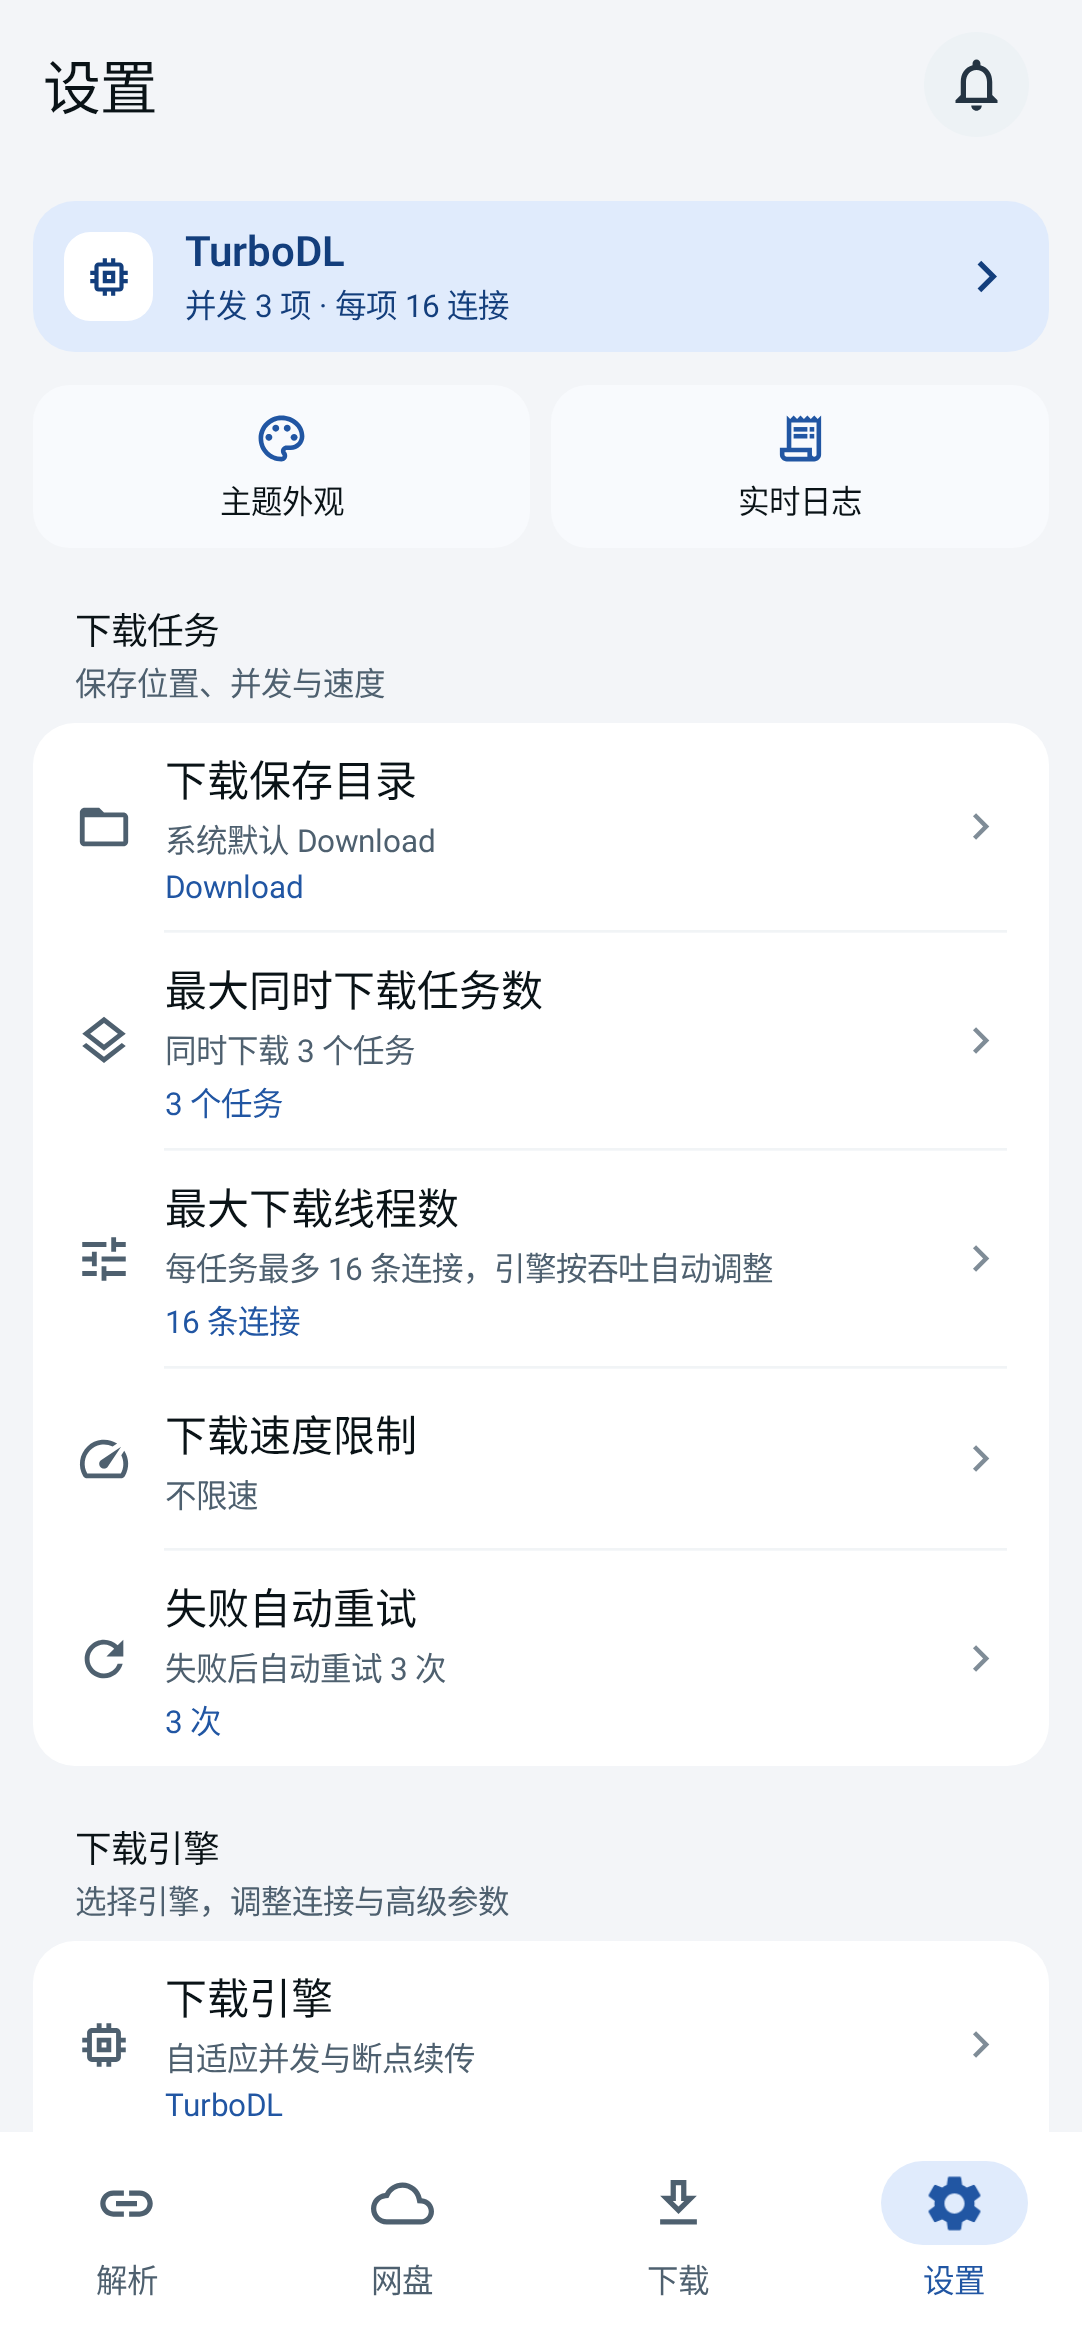 设置
TurboDL
并发 3 项 · 每项 16 连接
主题外观
实时日志
下载任务
保存位置、并发与速度
下载保存目录
系统默认 Download
Download
最大同时下载任务数
同时下载 3 个任务
3 个任务
最大下载线程数
每任务最多 16 条连接，引擎按吞吐自动调整
16 条连接
下载速度限制
不限速
失败自动重试
失败后自动重试 3 次
3 次
下载引擎
选择引擎，调整连接与高级参数
下载引擎
自适应并发与断点续传
TurboDL
解析
网盘
下载
设置